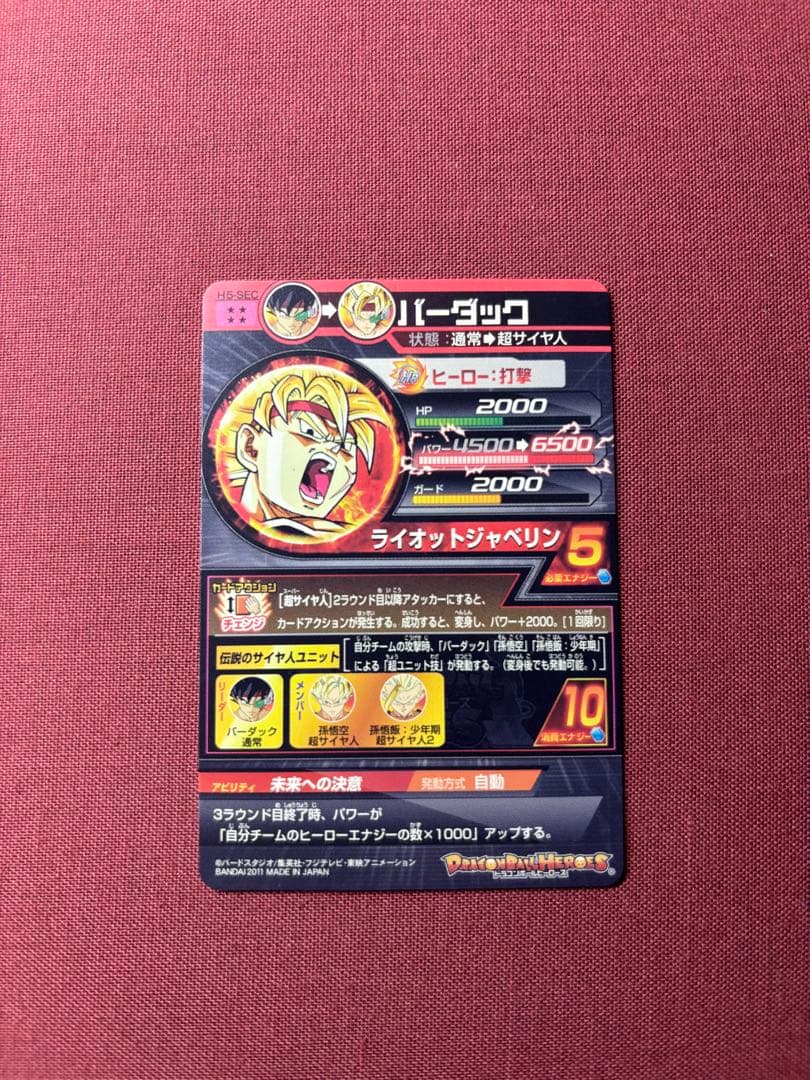 H5-SEC
★★
★★
バーダック
状態：通常➡超サイヤ人
ヒーロー：打撃
HP 2000
パワー 4500➡6500
ガード 2000
ライオットジャベリン 5
必要エナジー
カードアクション
チェンジ
[超サイヤ人]2ラウンド目以降アタッカーにすると、
カードアクションが発生する。成功すると、変身し、パワー+2000。[1回限り]
伝説のサイヤ人ユニット
自分チームの攻撃時、「バーダック」「孫悟空」「孫悟飯：少年期」
による「超ユニット技」が発動する。（変身後でも発動可能。）
リーダー
バーダック
通常
メンバー
孫悟空
超サイヤ人
孫悟飯：少年期
超サイヤ人2
10
消費エナジー
アビリティ 未来への決意 発動方式 自動
3ラウンド目終了時、パワーが
「自分チームのヒーローエナジーの数×1000」アップする。
©バードスタジオ/集英社・フジテレビ・東映アニメーション
BANDAI 2011 MADE IN JAPAN
DRAGONBALL HEROES
ドラゴンボールヒーローズ